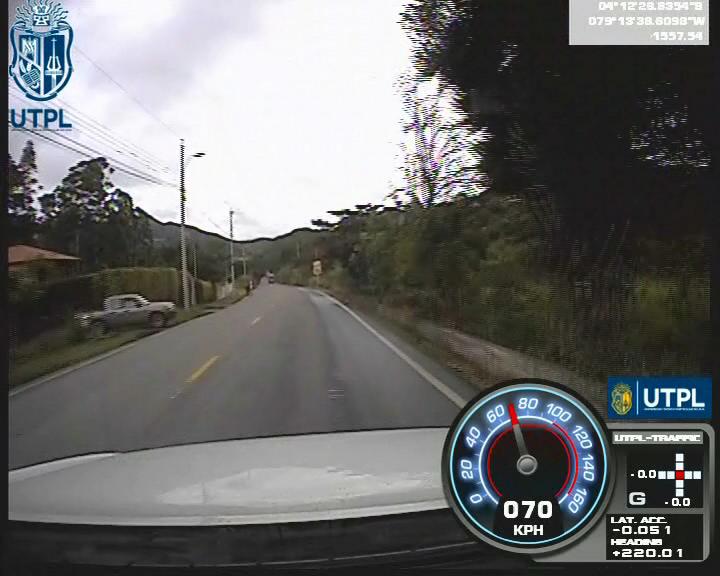 04°12'28.8354"S
079°13'38.6098"W
-1557.54
UTPL
UTPL
UTPL-TRAFFIC
0 20 40 60 80 100 120 140 160
070
KPH
-0.0
G
-0.0
LAT. ACC.
-0.051
HEADING
+220.01